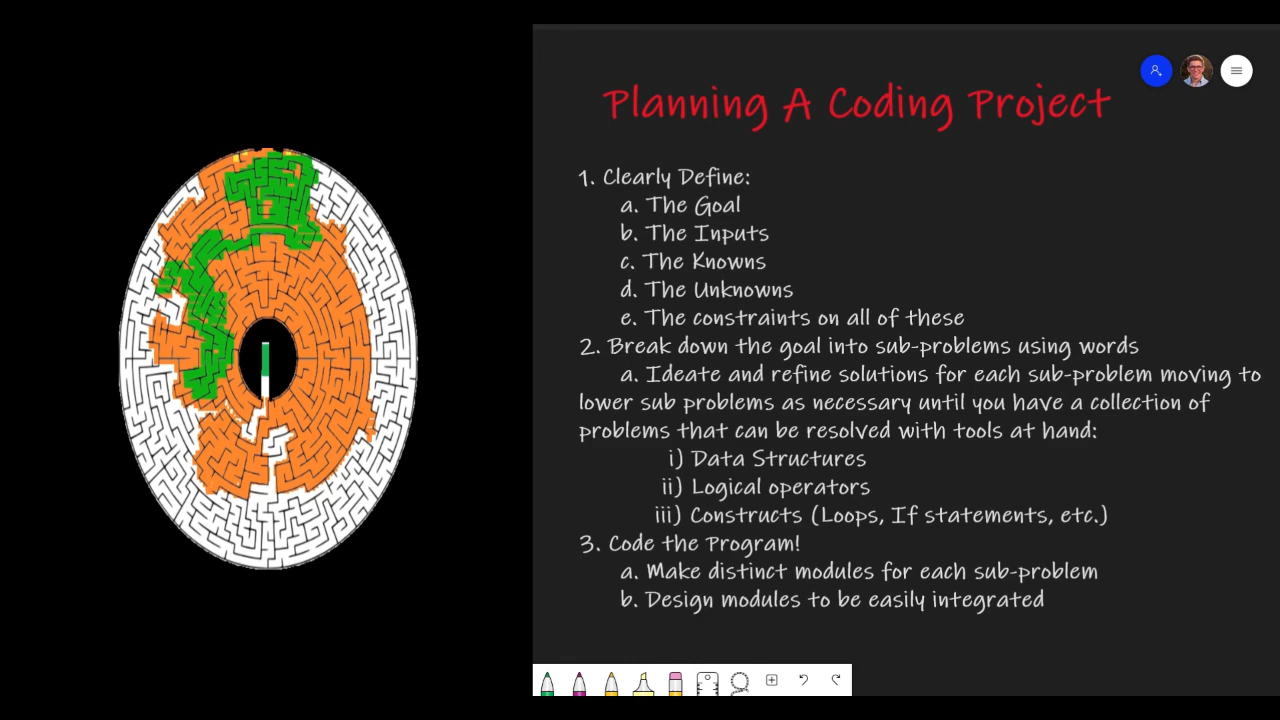 Planning A Coding Project
1. Clearly Define:
a. The Goal
b. The Inputs
c. The Knowns
d. The Unknowns
e. The constraints on all of these
2. Break down the goal into sub-problems using words
a. Ideate and refine solutions for each sub-problem moving to
lower sub problems as necessary until you have a collection of
problems that can be resolved with tools at hand:
i) Data Structures
ii) Logical operators
iii) Constructs (Loops, If statements, etc.)
3. Code the Program!
a. Make distinct modules for each sub-problem
b. Design modules to be easily integrated